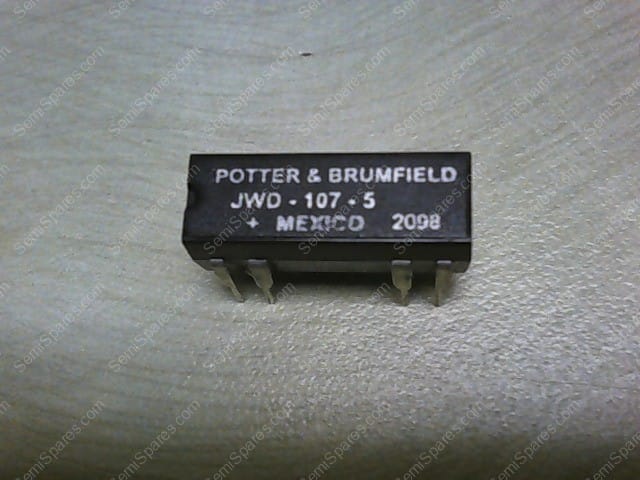 POTTER & BRUMFIELD
JWD - 107 - 5
+ MEXICO 2098
SemiSpares.com